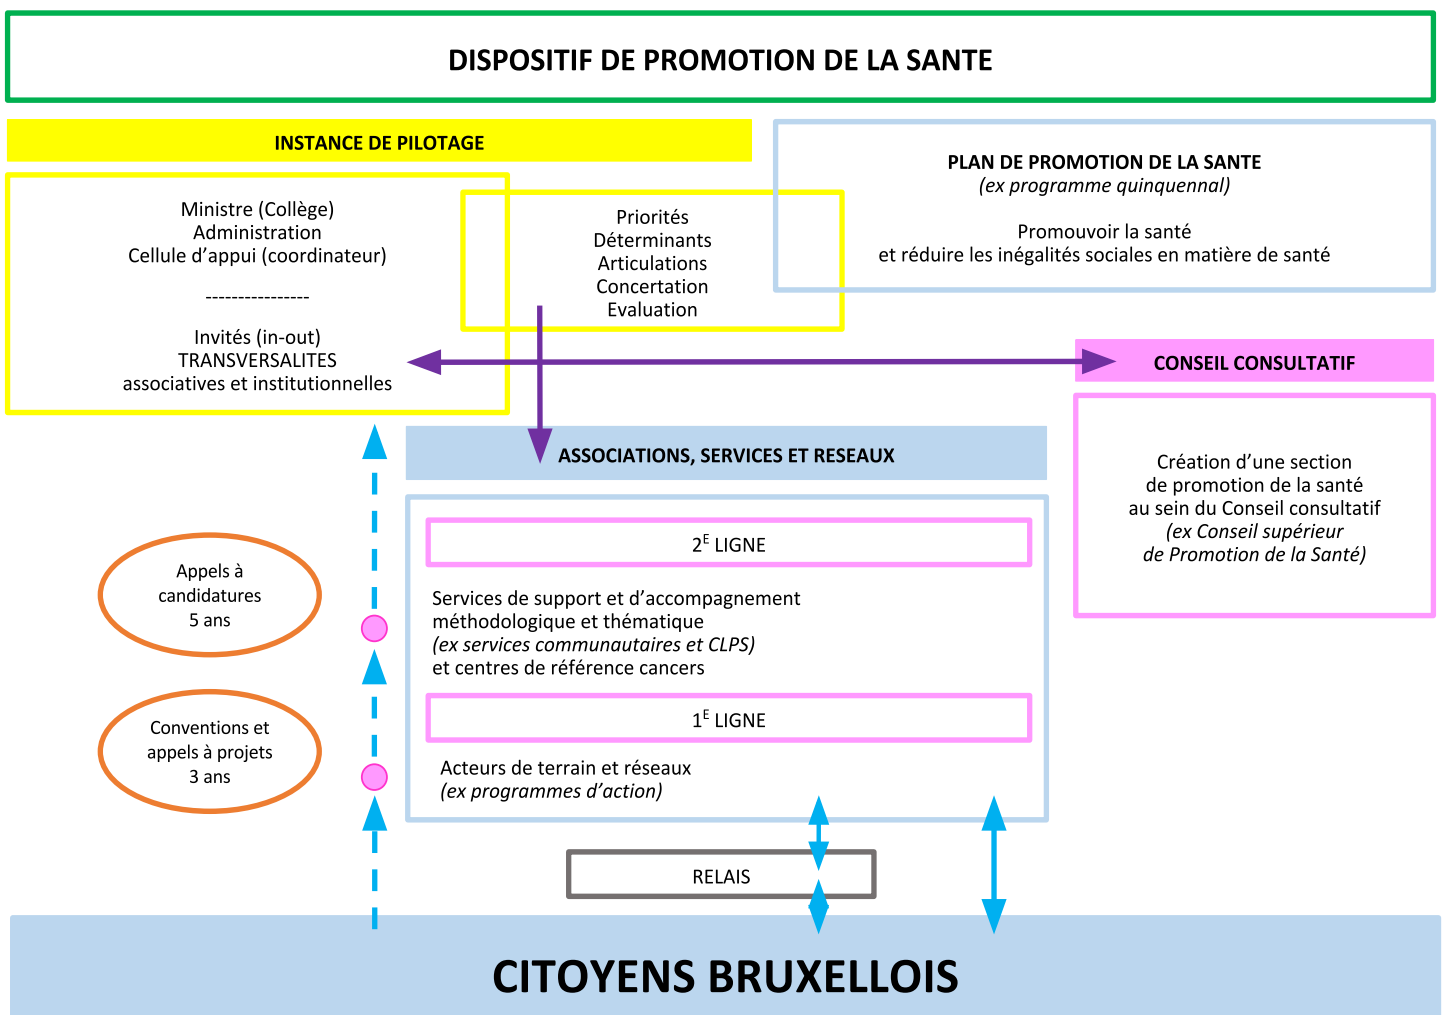 DISPOSITIF DE PROMOTION DE LA SANTE
INSTANCE DE PILOTAGE
Ministre (Collège)
Administration
Cellule d’appui (coordinateur)
----------------
Invités (in-out)
TRANSVERSALITES
associatives et institutionnelles
Priorités
Déterminants
Articulations
Concertation
Evaluation
PLAN DE PROMOTION DE LA SANTE
(ex programme quinquennal)
Promouvoir la santé
et réduire les inégalités sociales en matière de santé
CONSEIL CONSULTATIF
Création d’une section
de promotion de la santé
au sein du Conseil consultatif
(ex Conseil supérieur
de Promotion de la Santé)
ASSOCIATIONS, SERVICES ET RESEAUX
2E LIGNE
Services de support et d’accompagnement
méthodologique et thématique
(ex services communautaires et CLPS)
et centres de référence cancers
1E LIGNE
Acteurs de terrain et réseaux
(ex programmes d’action)
Appels à
candidatures
5 ans
Conventions et
appels à projets
3 ans
RELAIS
CITOYENS BRUXELLOIS